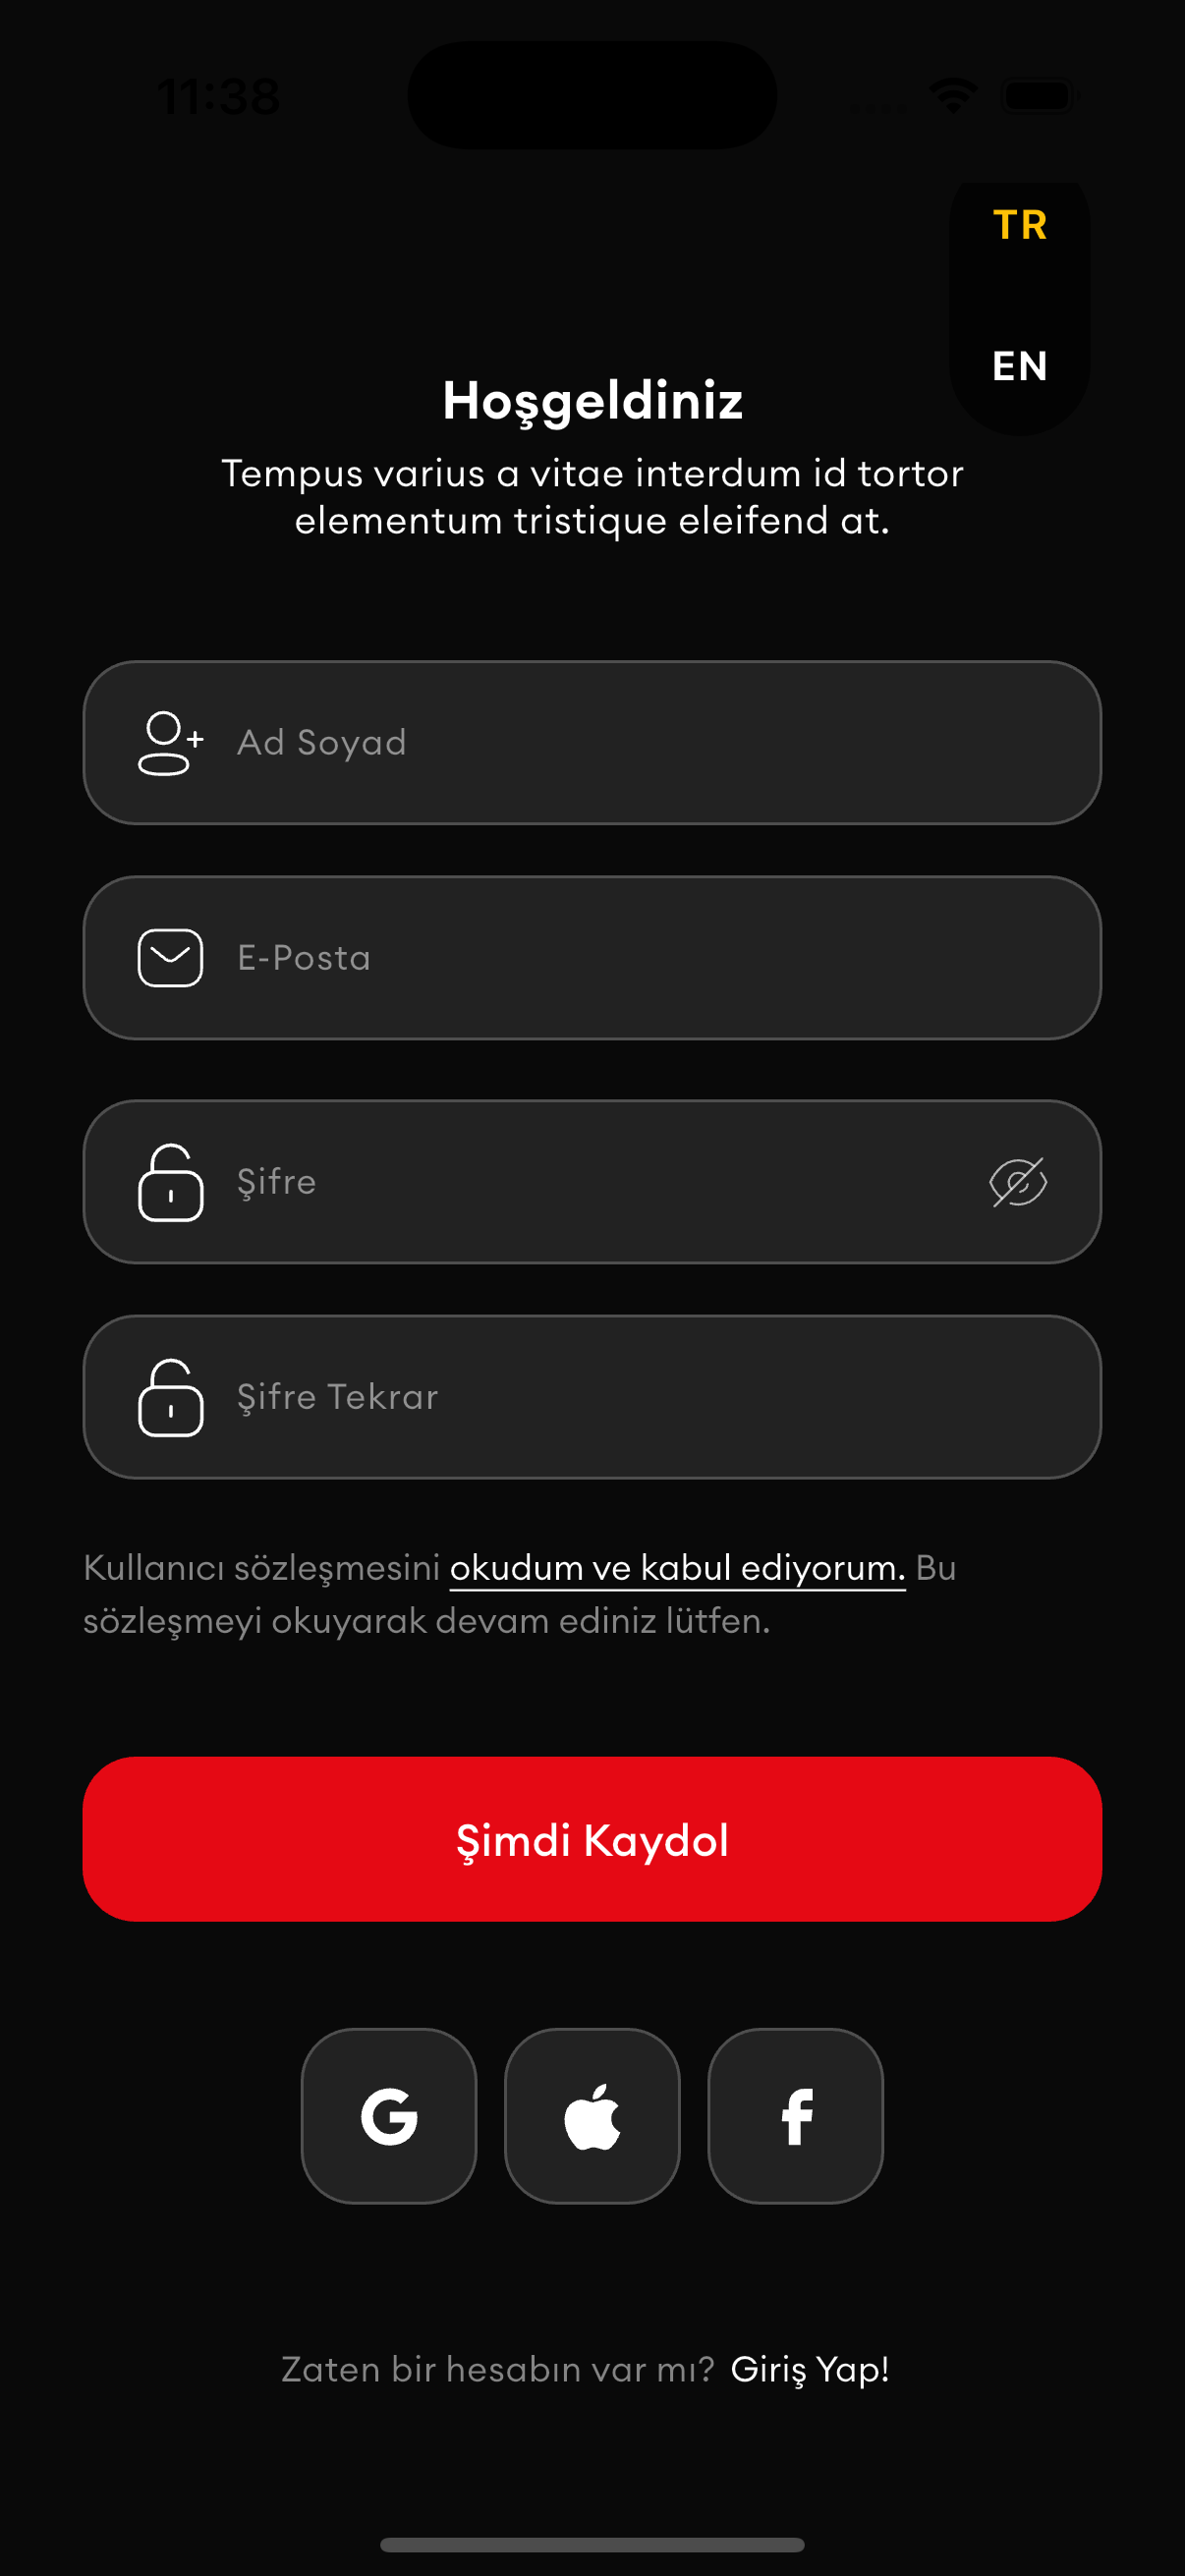 11:38
TR
EN
Hoşgeldiniz
Tempus varius a vitae interdum id tortor
elementum tristique eleifend at.
Ad Soyad
E-Posta
Şifre
Şifre Tekrar
Kullanıcı sözleşmesini okudum ve kabul ediyorum. Bu
sözleşmeyi okuyarak devam ediniz lütfen.
Şimdi Kaydol
Zaten bir hesabın var mı? Giriş Yap!